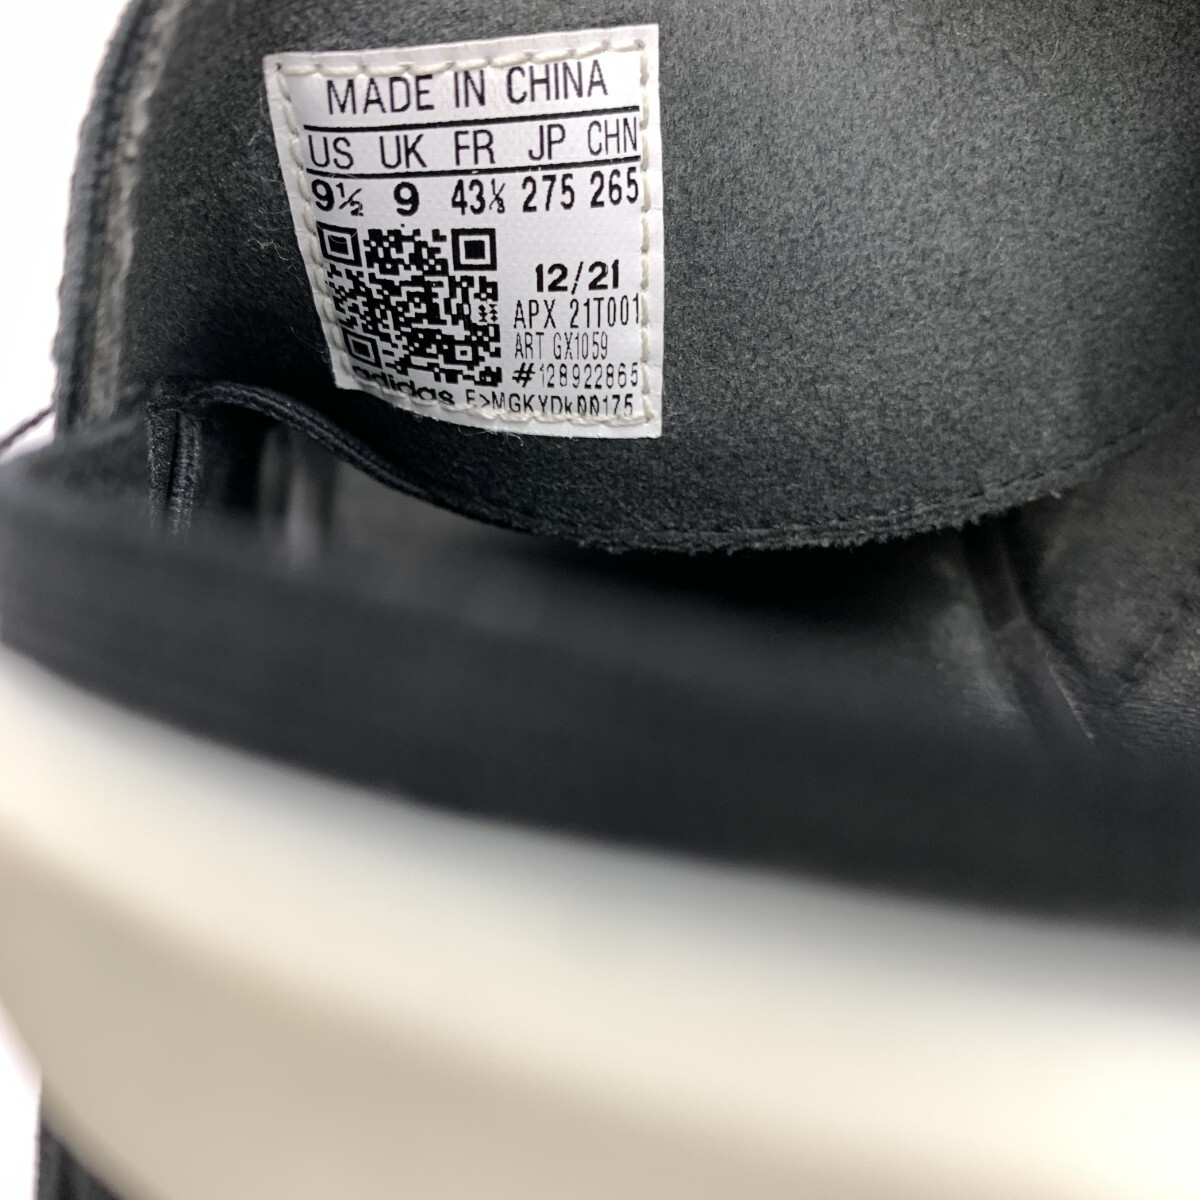 MADE IN CHINA
US UK FR JP CHN
9½ 9 43⅓ 275 265
12/21
APX 21T001
ART GX1059
#128922865
adidas